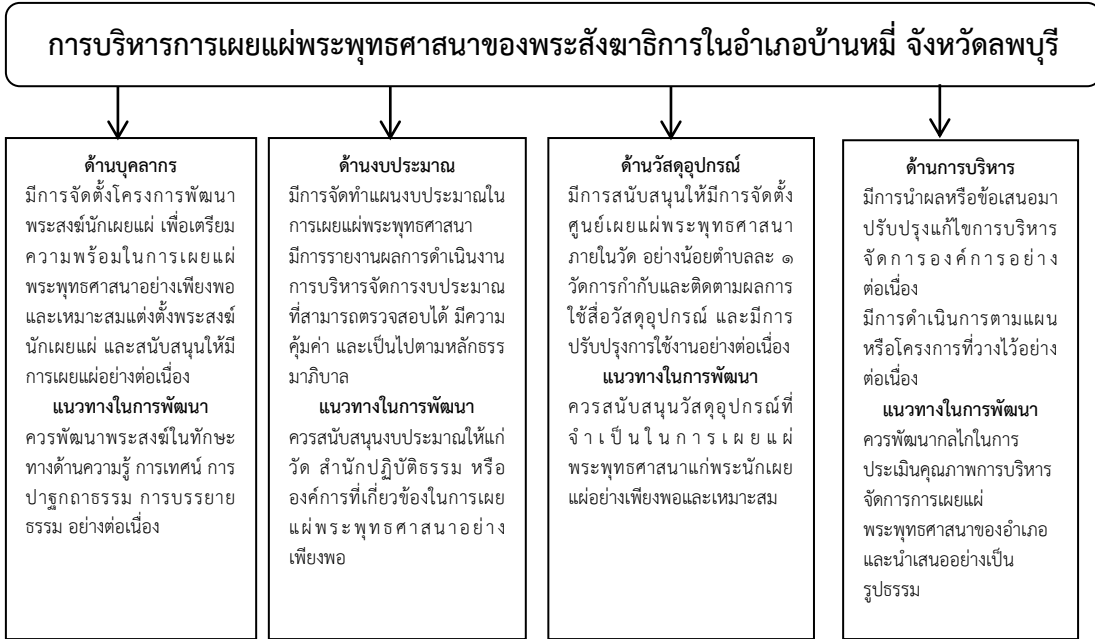 การบริหารการเผยแผ่พระพุทธศาสนาของพระสังฆาธิการในอำเภอบ้านหมี่ จังหวัดลพบุรี
ด้านบุคลากร
มีการจัดตั้งโครงการพัฒนา
พระสงฆ์นักเผยแผ่ เพื่อเตรียม
ความพร้อมในการเผยแผ่
พระพุทธศาสนาอย่างเพียงพอ
และเหมาะสมแต่งตั้งพระสงฆ์
นักเผยแผ่ และสนับสนุนให้มี
การเผยแผ่อย่างต่อเนื่อง
แนวทางในการพัฒนา
ควรพัฒนาพระสงฆ์ในทักษะ
ทางด้านความรู้ การเทศน์ การ
ปาฐกถาธรรม การบรรยาย
ธรรม อย่างต่อเนื่อง
ด้านงบประมาณ
มีการจัดทำแผนงบประมาณใน
การเผยแผ่พระพุทธศาสนา
มีการรายงานผลการดำเนินงาน
การบริหารจัดการงบประมาณ
ที่สามารถตรวจสอบได้ มีความ
คุ้มค่า และเป็นไปตามหลักธรร
มาภิบาล
แนวทางในการพัฒนา
ควรสนับสนุนงบประมาณให้แก่
วัด สำนักปฏิบัติธรรม หรือ
องค์การที่เกี่ยวข้องในการเผย
แผ่พระพุทธศาสนาอย่าง
เพียงพอ
ด้านวัสดุอุปกรณ์
มีการสนับสนุนให้มีการจัดตั้ง
ศูนย์เผยแผ่พระพุทธศาสนา
ภายในวัด อย่างน้อยตำบลละ ๑
วัดการกำกับและติดตามผลการ
ใช้สื่อวัสดุอุปกรณ์ และมีการ
ปรับปรุงการใช้งานอย่างต่อเนื่อง
แนวทางในการพัฒนา
ควรสนับสนุนวัสดุอุปกรณ์ที่
จำเป็นในการเผยแผ่
พระพุทธศาสนาแก่พระนักเผย
แผ่อย่างเพียงพอและเหมาะสม
ด้านการบริหาร
มีการนำผลหรือข้อเสนอมา
ปรับปรุงแก้ไขการบริหาร
จัดการองค์การอย่าง
ต่อเนื่อง
มีการดำเนินการตามแผน
หรือโครงการที่วางไว้อย่าง
ต่อเนื่อง
แนวทางในการพัฒนา
ควรพัฒนากลไกในการ
ประเมินคุณภาพการบริหาร
จัดการการเผยแผ่
พระพุทธศาสนาของอำเภอ
และนำเสนออย่างเป็น
รูปธรรม